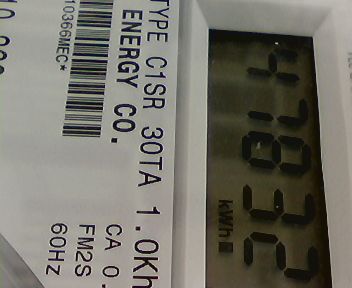 TYPE C1SR 30TA 1.0Kh
ENERGY CO.
CA 0.
10366MEC*
FM2S
60Hz
47832
kWh